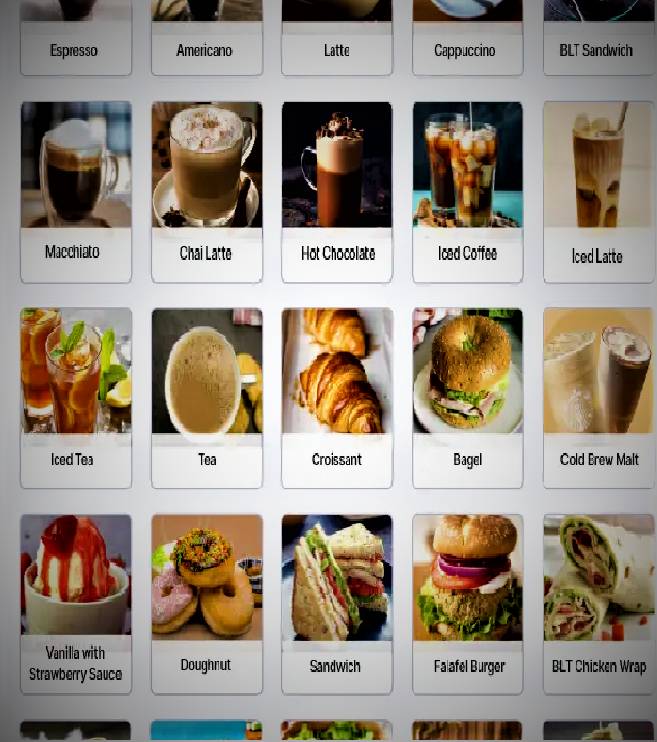 Espresso
Americano
Latte
Cappuccino
BLT Sandwich
Macchiato
Chai Latte
Hot Chocolate
Iced Coffee
Iced Latte
Iced Tea
Tea
Croissant
Bagel
Cold Brew Malt
Vanilla with
Strawberry Sauce
Doughnut
Sandwich
Falafel Burger
BLT Chicken Wrap